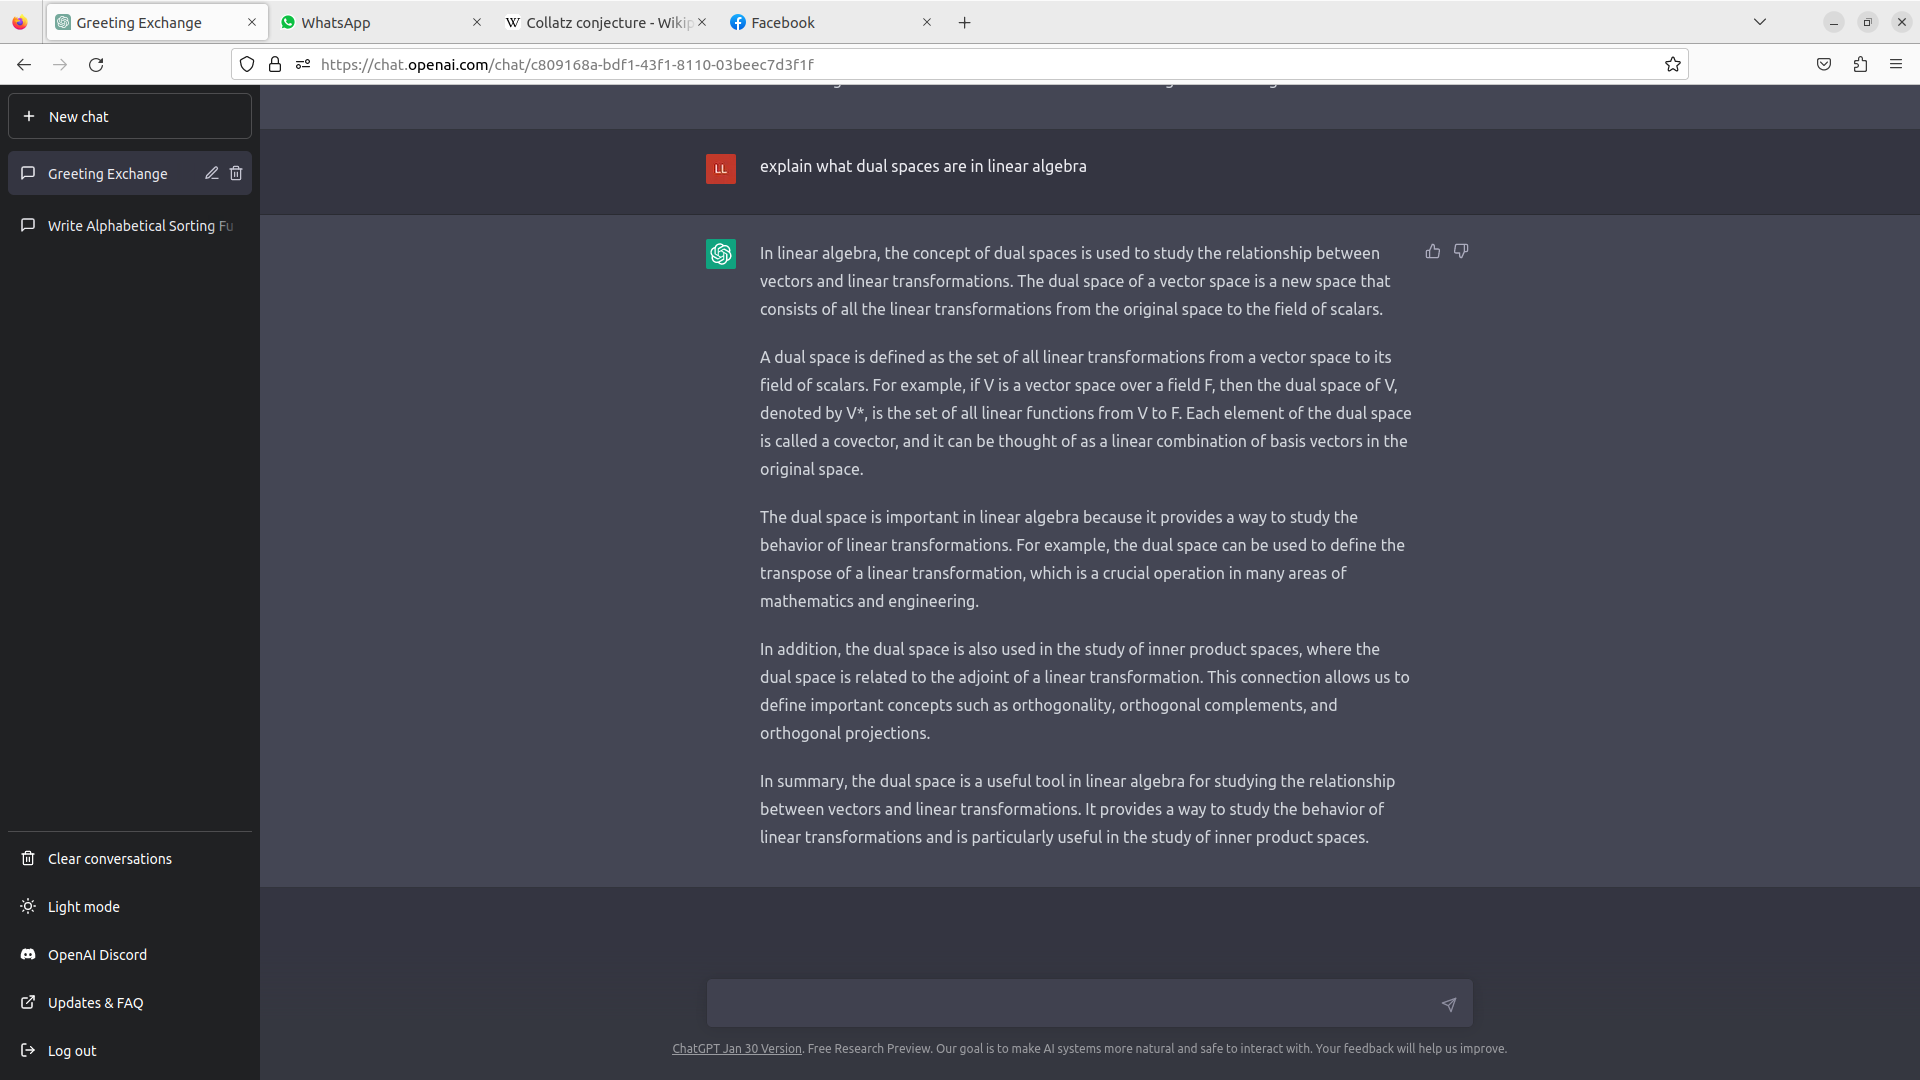 Greeting Exchange
WhatsApp
Collatz conjecture - Wikip
Facebook
https://chat.openai.com/chat/c809168a-bdf1-43f1-8110-03beec7d3f1f
New chat
Greeting Exchange
Write Alphabetical Sorting Fu
LL
explain what dual spaces are in linear algebra
In linear algebra, the concept of dual spaces is used to study the relationship between
vectors and linear transformations. The dual space of a vector space is a new space that
consists of all the linear transformations from the original space to the field of scalars.
A dual space is defined as the set of all linear transformations from a vector space to its
field of scalars. For example, if V is a vector space over a field F, then the dual space of V,
denoted by V*, is the set of all linear functions from V to F. Each element of the dual space
is called a covector, and it can be thought of as a linear combination of basis vectors in the
original space.
The dual space is important in linear algebra because it provides a way to study the
behavior of linear transformations. For example, the dual space can be used to define the
transpose of a linear transformation, which is a crucial operation in many areas of
mathematics and engineering.
In addition, the dual space is also used in the study of inner product spaces, where the
dual space is related to the adjoint of a linear transformation. This connection allows us to
define important concepts such as orthogonality, orthogonal complements, and
orthogonal projections.
In summary, the dual space is a useful tool in linear algebra for studying the relationship
between vectors and linear transformations. It provides a way to study the behavior of
linear transformations and is particularly useful in the study of inner product spaces.
Clear conversations
Light mode
OpenAI Discord
Updates & FAQ
Log out
ChatGPT Jan 30 Version. Free Research Preview. Our goal is to make AI systems more natural and safe to interact with. Your feedback will help us improve.